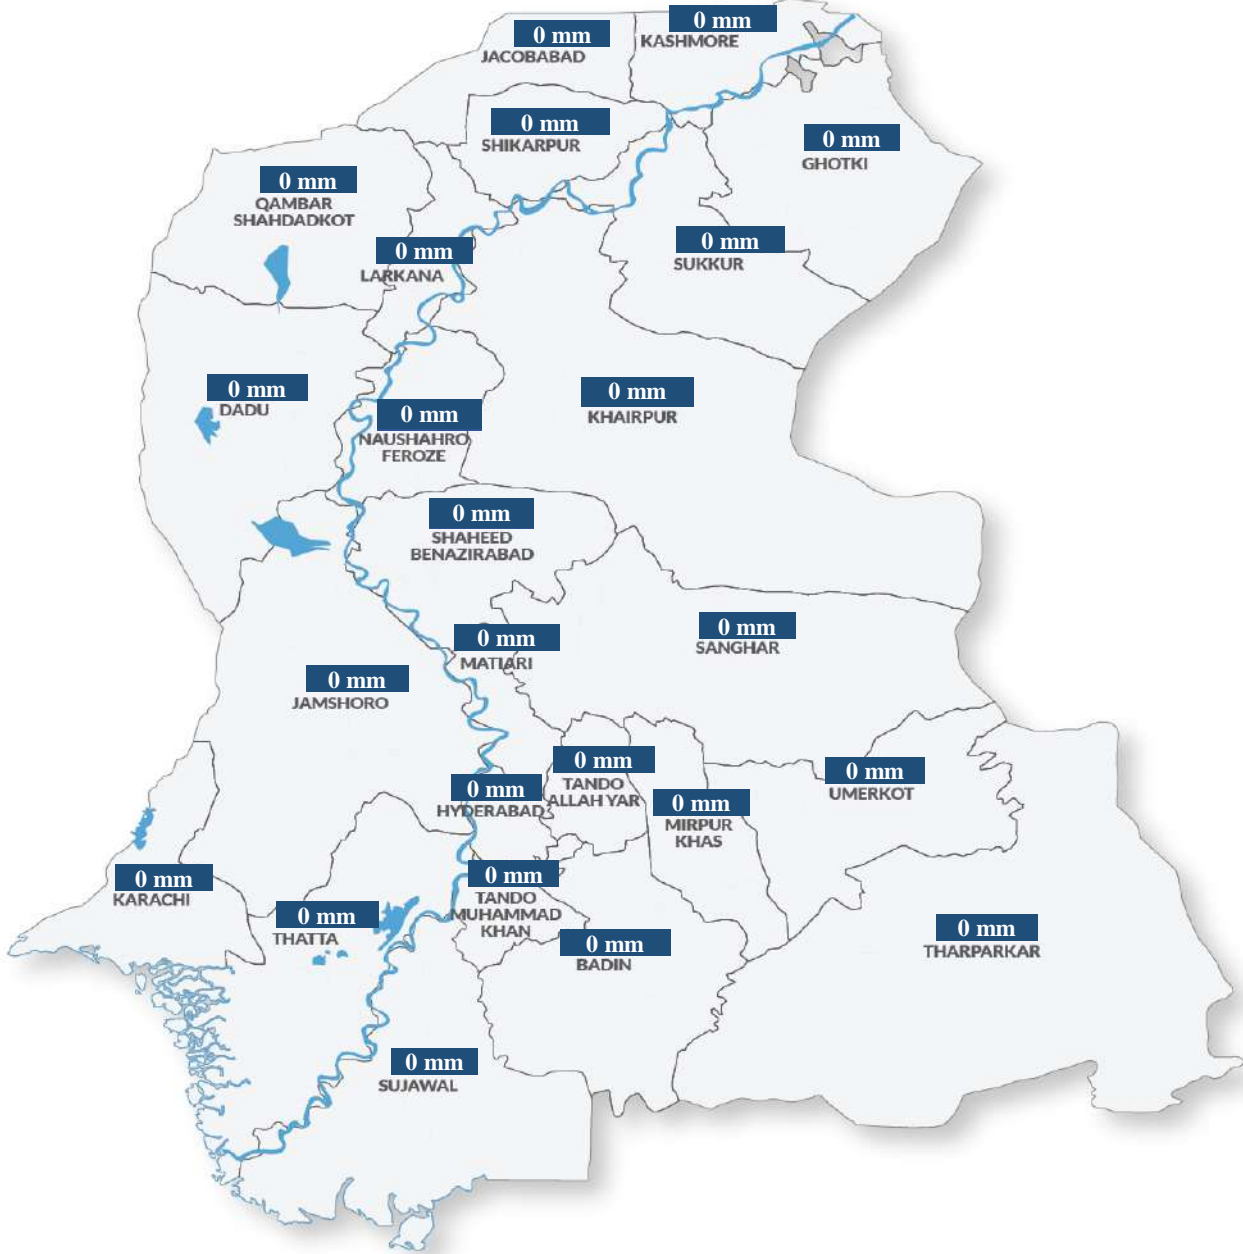 0 mm
KASHMORE
0 mm
JACOBABAD
0 mm
SHIKARPUR
0 mm
GHOTKI
0 mm
QAMBAR
SHAHDADKOT
0 mm
SUKKUR
0 mm
LARKANA
0 mm
DADU
0 mm
KHAIRPUR
0 mm
NAUSHAHRO
FEROZE
0 mm
SHAHEED
BENAZIRABAD
0 mm
SANGHAR
0 mm
MATIARI
0 mm
JAMSHORO
0 mm
TANDO
ALLAH YAR
0 mm
UMERKOT
0 mm
HYDERABAD
0 mm
MIRPUR
KHAS
0 mm
KARACHI
0 mm
TANDO
MUHAMMAD
KHAN
0 mm
THATTA
0 mm
BADIN
0 mm
THARPARKAR
0 mm
SUJAWAL